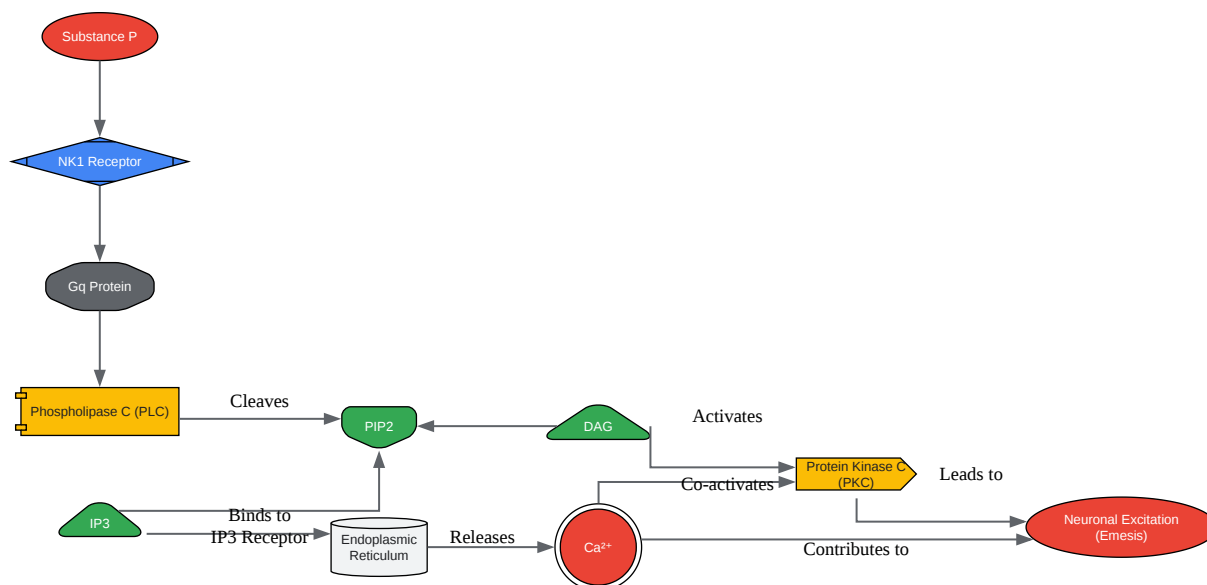 Substance P
NK1 Receptor
Gq Protein
Phospholipase C (PLC)
Cleaves
PIP2
DAG
Activates
Protein Kinase C
(PKC)
Co-activates
Leads to
IP3
Binds to
IP3 Receptor
Endoplasmic
Reticulum
Releases
Ca²⁺
Contributes to
Neuronal Excitation
(Emesis)